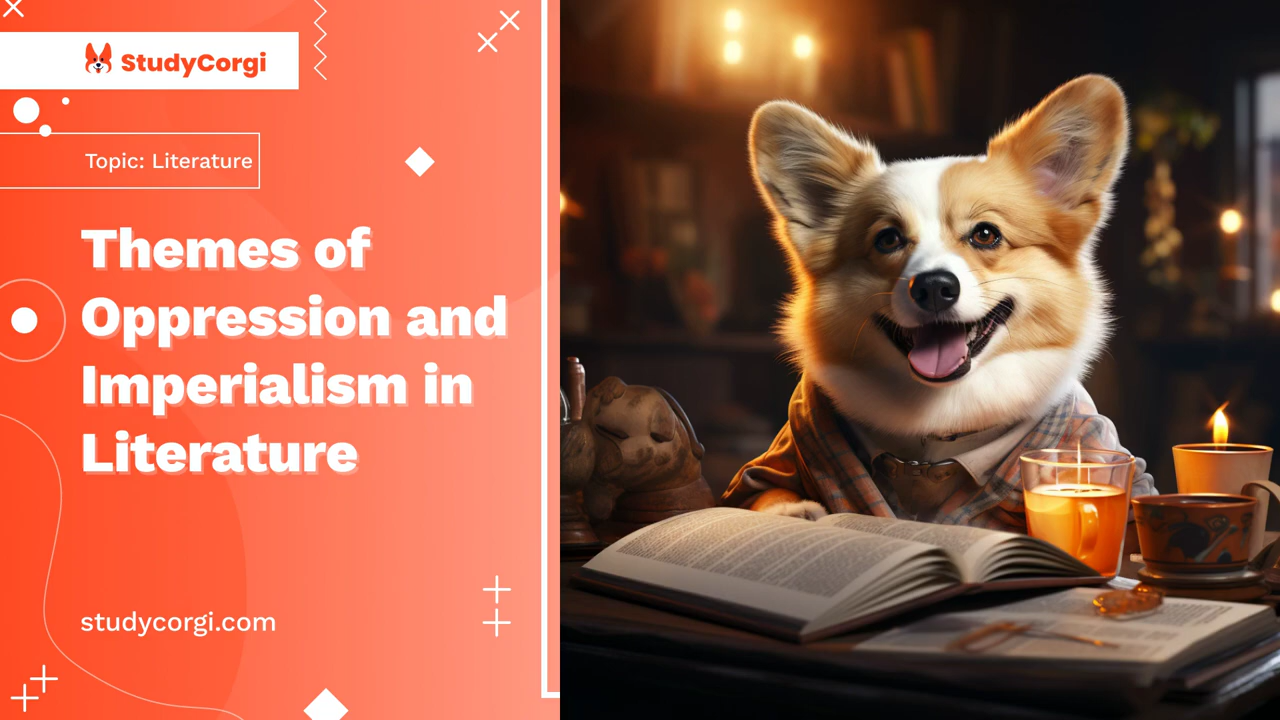 StudyCorgi
Topic: Literature
Themes of
Oppression and
Imperialism in
Literature
studycorgi.com